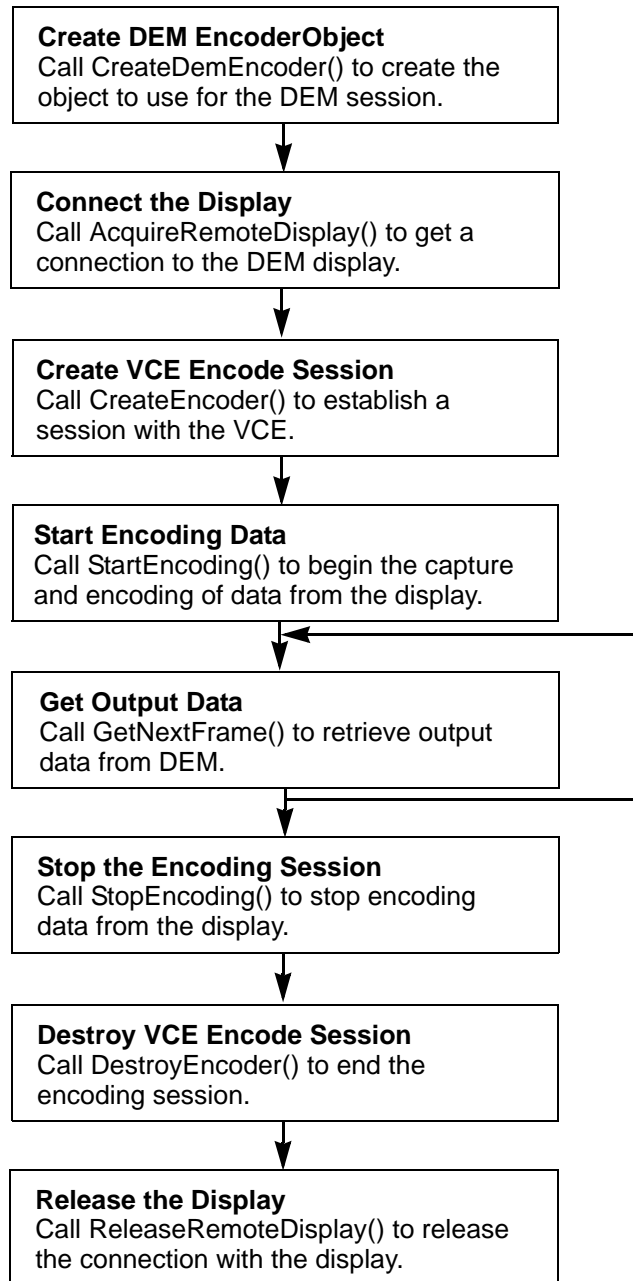 Create DEM EncoderObject
Call CreateDemEncoder() to create the
object to use for the DEM session.
Connect the Display
Call AcquireRemoteDisplay() to get a
connection to the DEM display.
Create VCE Encode Session
Call CreateEncoder() to establish a
session with the VCE.
Start Encoding Data
Call StartEncoding() to begin the capture
and encoding of data from the display.
Get Output Data
Call GetNextFrame() to retrieve output
data from DEM.
Stop the Encoding Session
Call StopEncoding() to stop encoding
data from the display.
Destroy VCE Encode Session
Call DestroyEncoder() to end the
encoding session.
Release the Display
Call ReleaseRemoteDisplay() to release
the connection with the display.